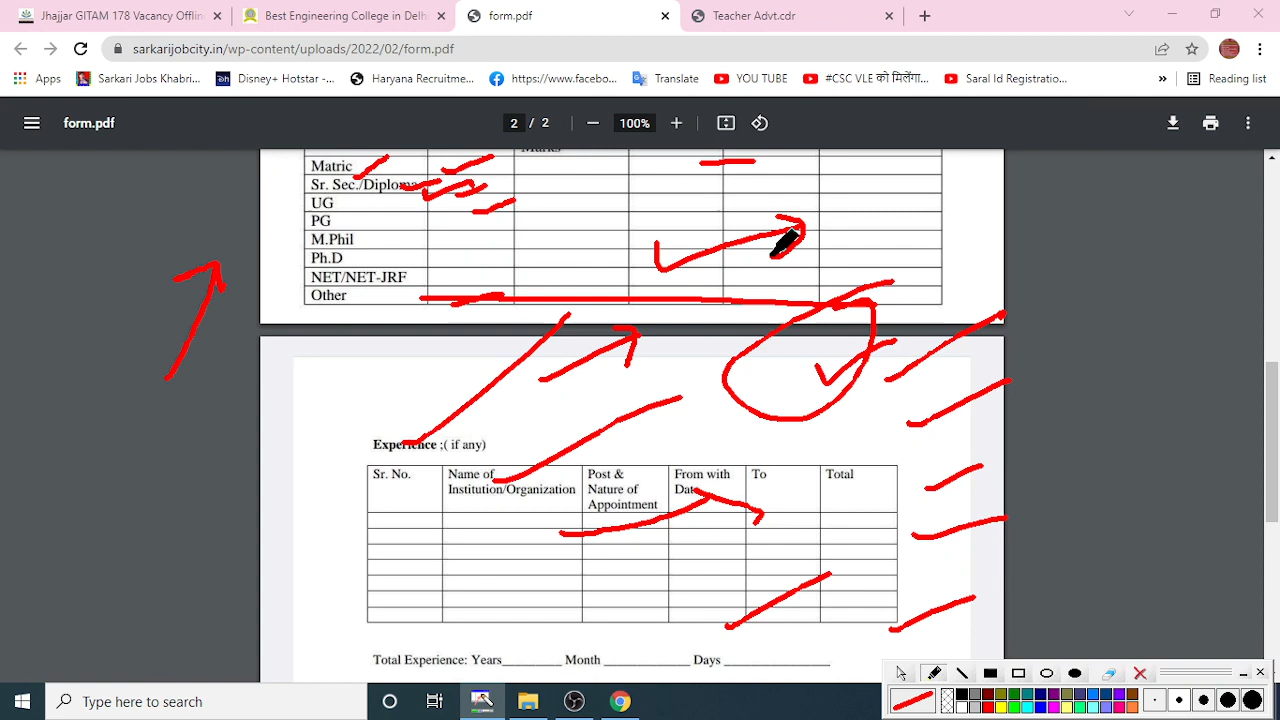 Jhajjar GITAM 178 Vacancy Offlin
Best Engineering College in Delh
form.pdf
Teacher Advt.cdr
sarkarijobcity.in/wp-content/uploads/2022/02/form.pdf
Apps
Sarkari Jobs Khabri...
Disney+ Hotstar -...
Haryana Recruitme...
https://www.facebo...
Translate
YOU TUBE
#CSC VLE को मिलेंगा...
Saral Id Registratio...
»
Reading list
form.pdf
2 / 2
100%
Marks
Matric
Sr. Sec./Diploma
UG
PG
M.Phil
Ph.D
NET/NET-JRF
Other
Experience ;( if any)
Sr. No.
Name of Institution/Organization
Post & Nature of Appointment
From with Date
To
Total
Total Experience: Years_________ Month ____________ Days _______________
Type here to search